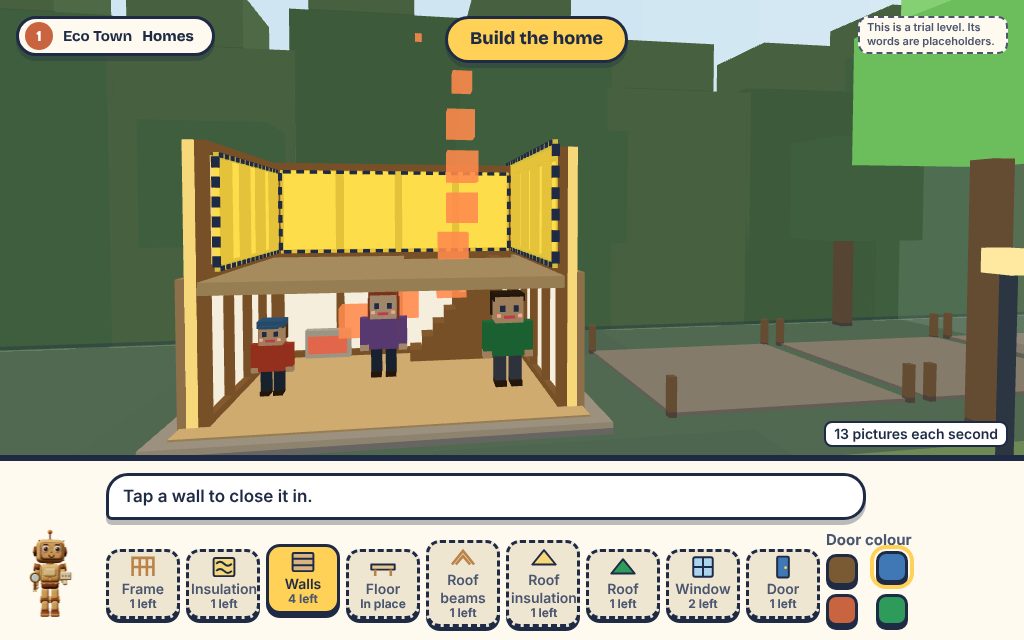 1 Eco Town Homes
Build the home
This is a trial level. Its
words are placeholders.
13 pictures each second
Tap a wall to close it in.
Door colour
Frame
1 left
Insulation
1 left
Walls
4 left
Floor
In place
Roof
beams
1 left
Roof
insulation
1 left
Roof
1 left
Window
2 left
Door
1 left